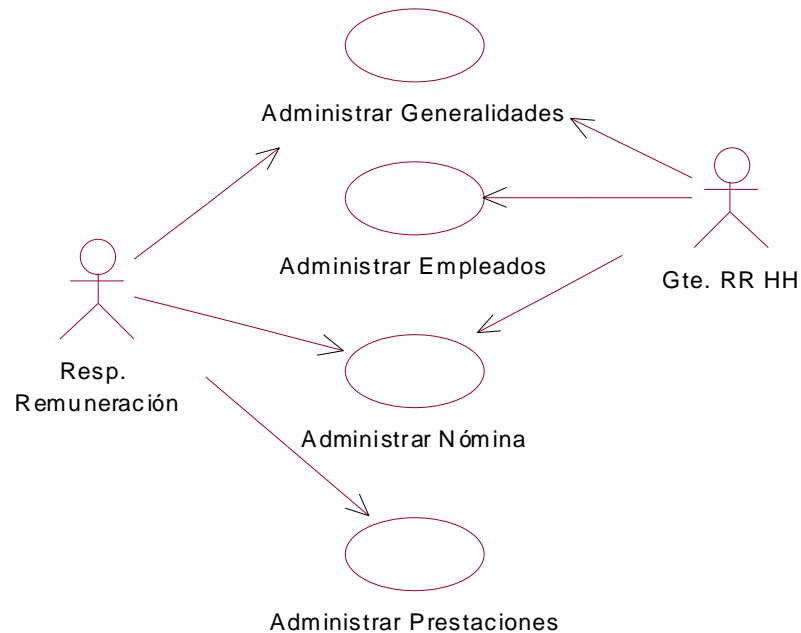 Administrar Generalidades
Administrar Empleados
Gte. RR HH
Resp.
Remuneración
Administrar Nómina
Administrar Prestaciones